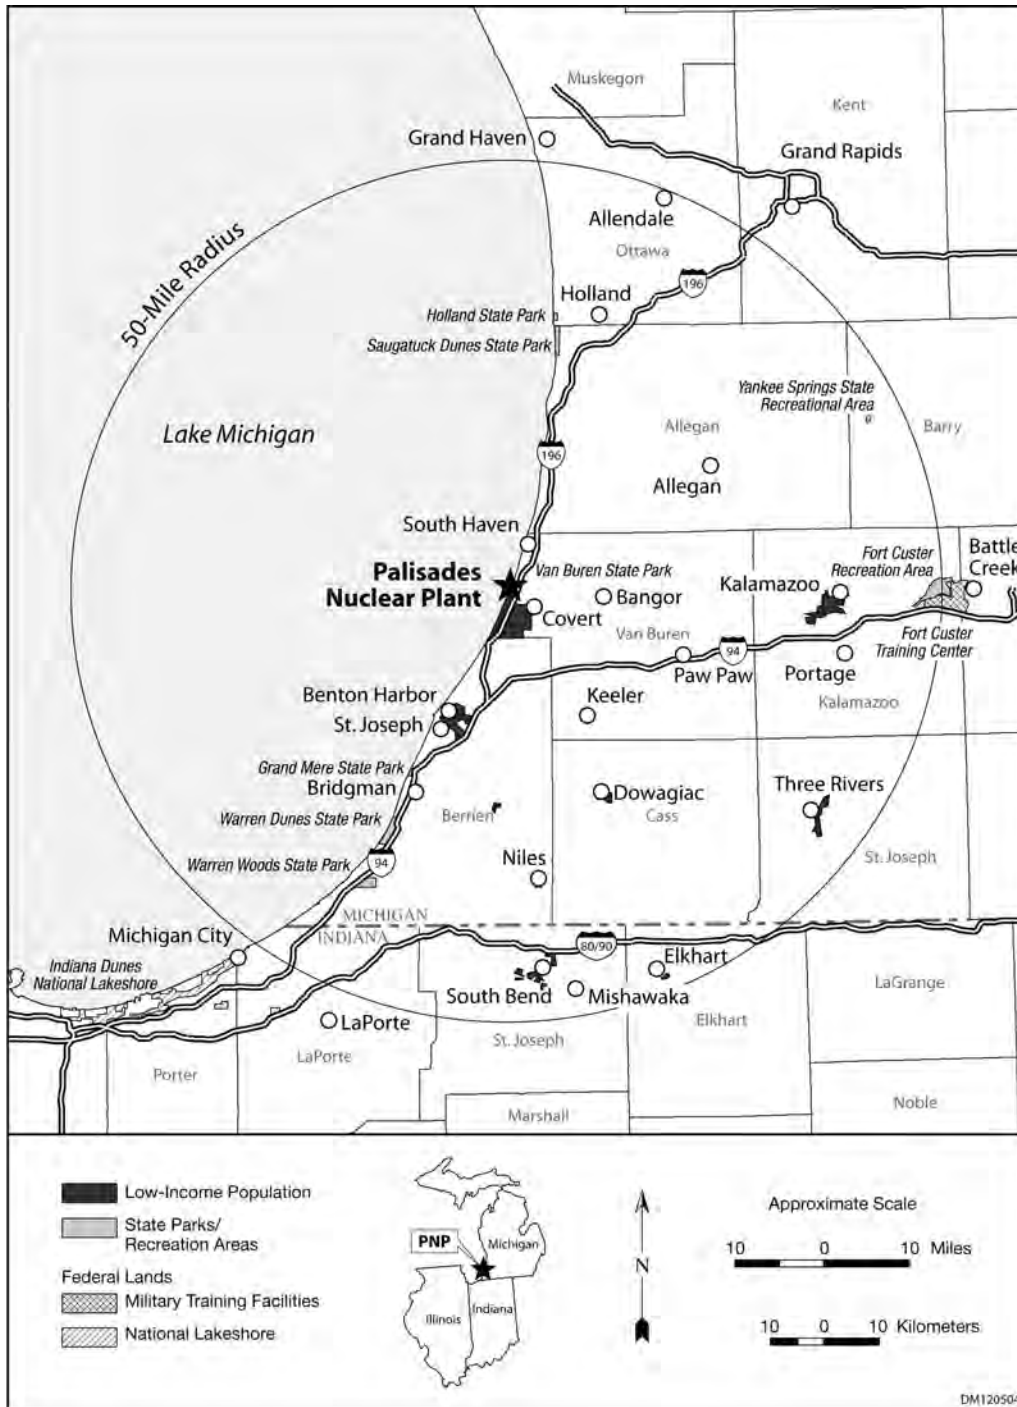 Muskegon
Kent
Grand Haven
Grand Rapids
Allendale
Ottawa
50-Mile Radius
196
Holland
Holland State Park
Saugatuck Dunes State Park
Yankee Springs State
Recreational Area
Lake Michigan
Allegan
Barry
196
Allegan
South Haven
Palisades
Nuclear Plant
Van Buren State Park
Fort Custer
Recreation Area
Battle
Creek
Kalamazoo
Bangor
Covert
Van Buren
Fort Custer
Training Center
94
Paw Paw
Portage
Benton Harbor
Keeler
Kalamazoo
St. Joseph
Grand Mere State Park
Bridgman
Dowagiac
Three Rivers
Warren Dunes State Park
Berrien
Cass
Warren Woods State Park
94
Niles
St. Joseph
MICHIGAN
INDIANA
Michigan City
80/90
Elkhart
Indiana Dunes
National Lakeshore
South Bend
Mishawaka
LaGrange
LaPorte
Elkhart
St. Joseph
LaPorte
Porter
Marshall
Noble
Low-Income Population
State Parks/
Recreation Areas
Federal Lands
Military Training Facilities
National Lakeshore
PNP
Michigan
Illinois
Indiana
N
Approximate Scale
10 0 10 Miles
10 0 10 Kilometers
DM120504